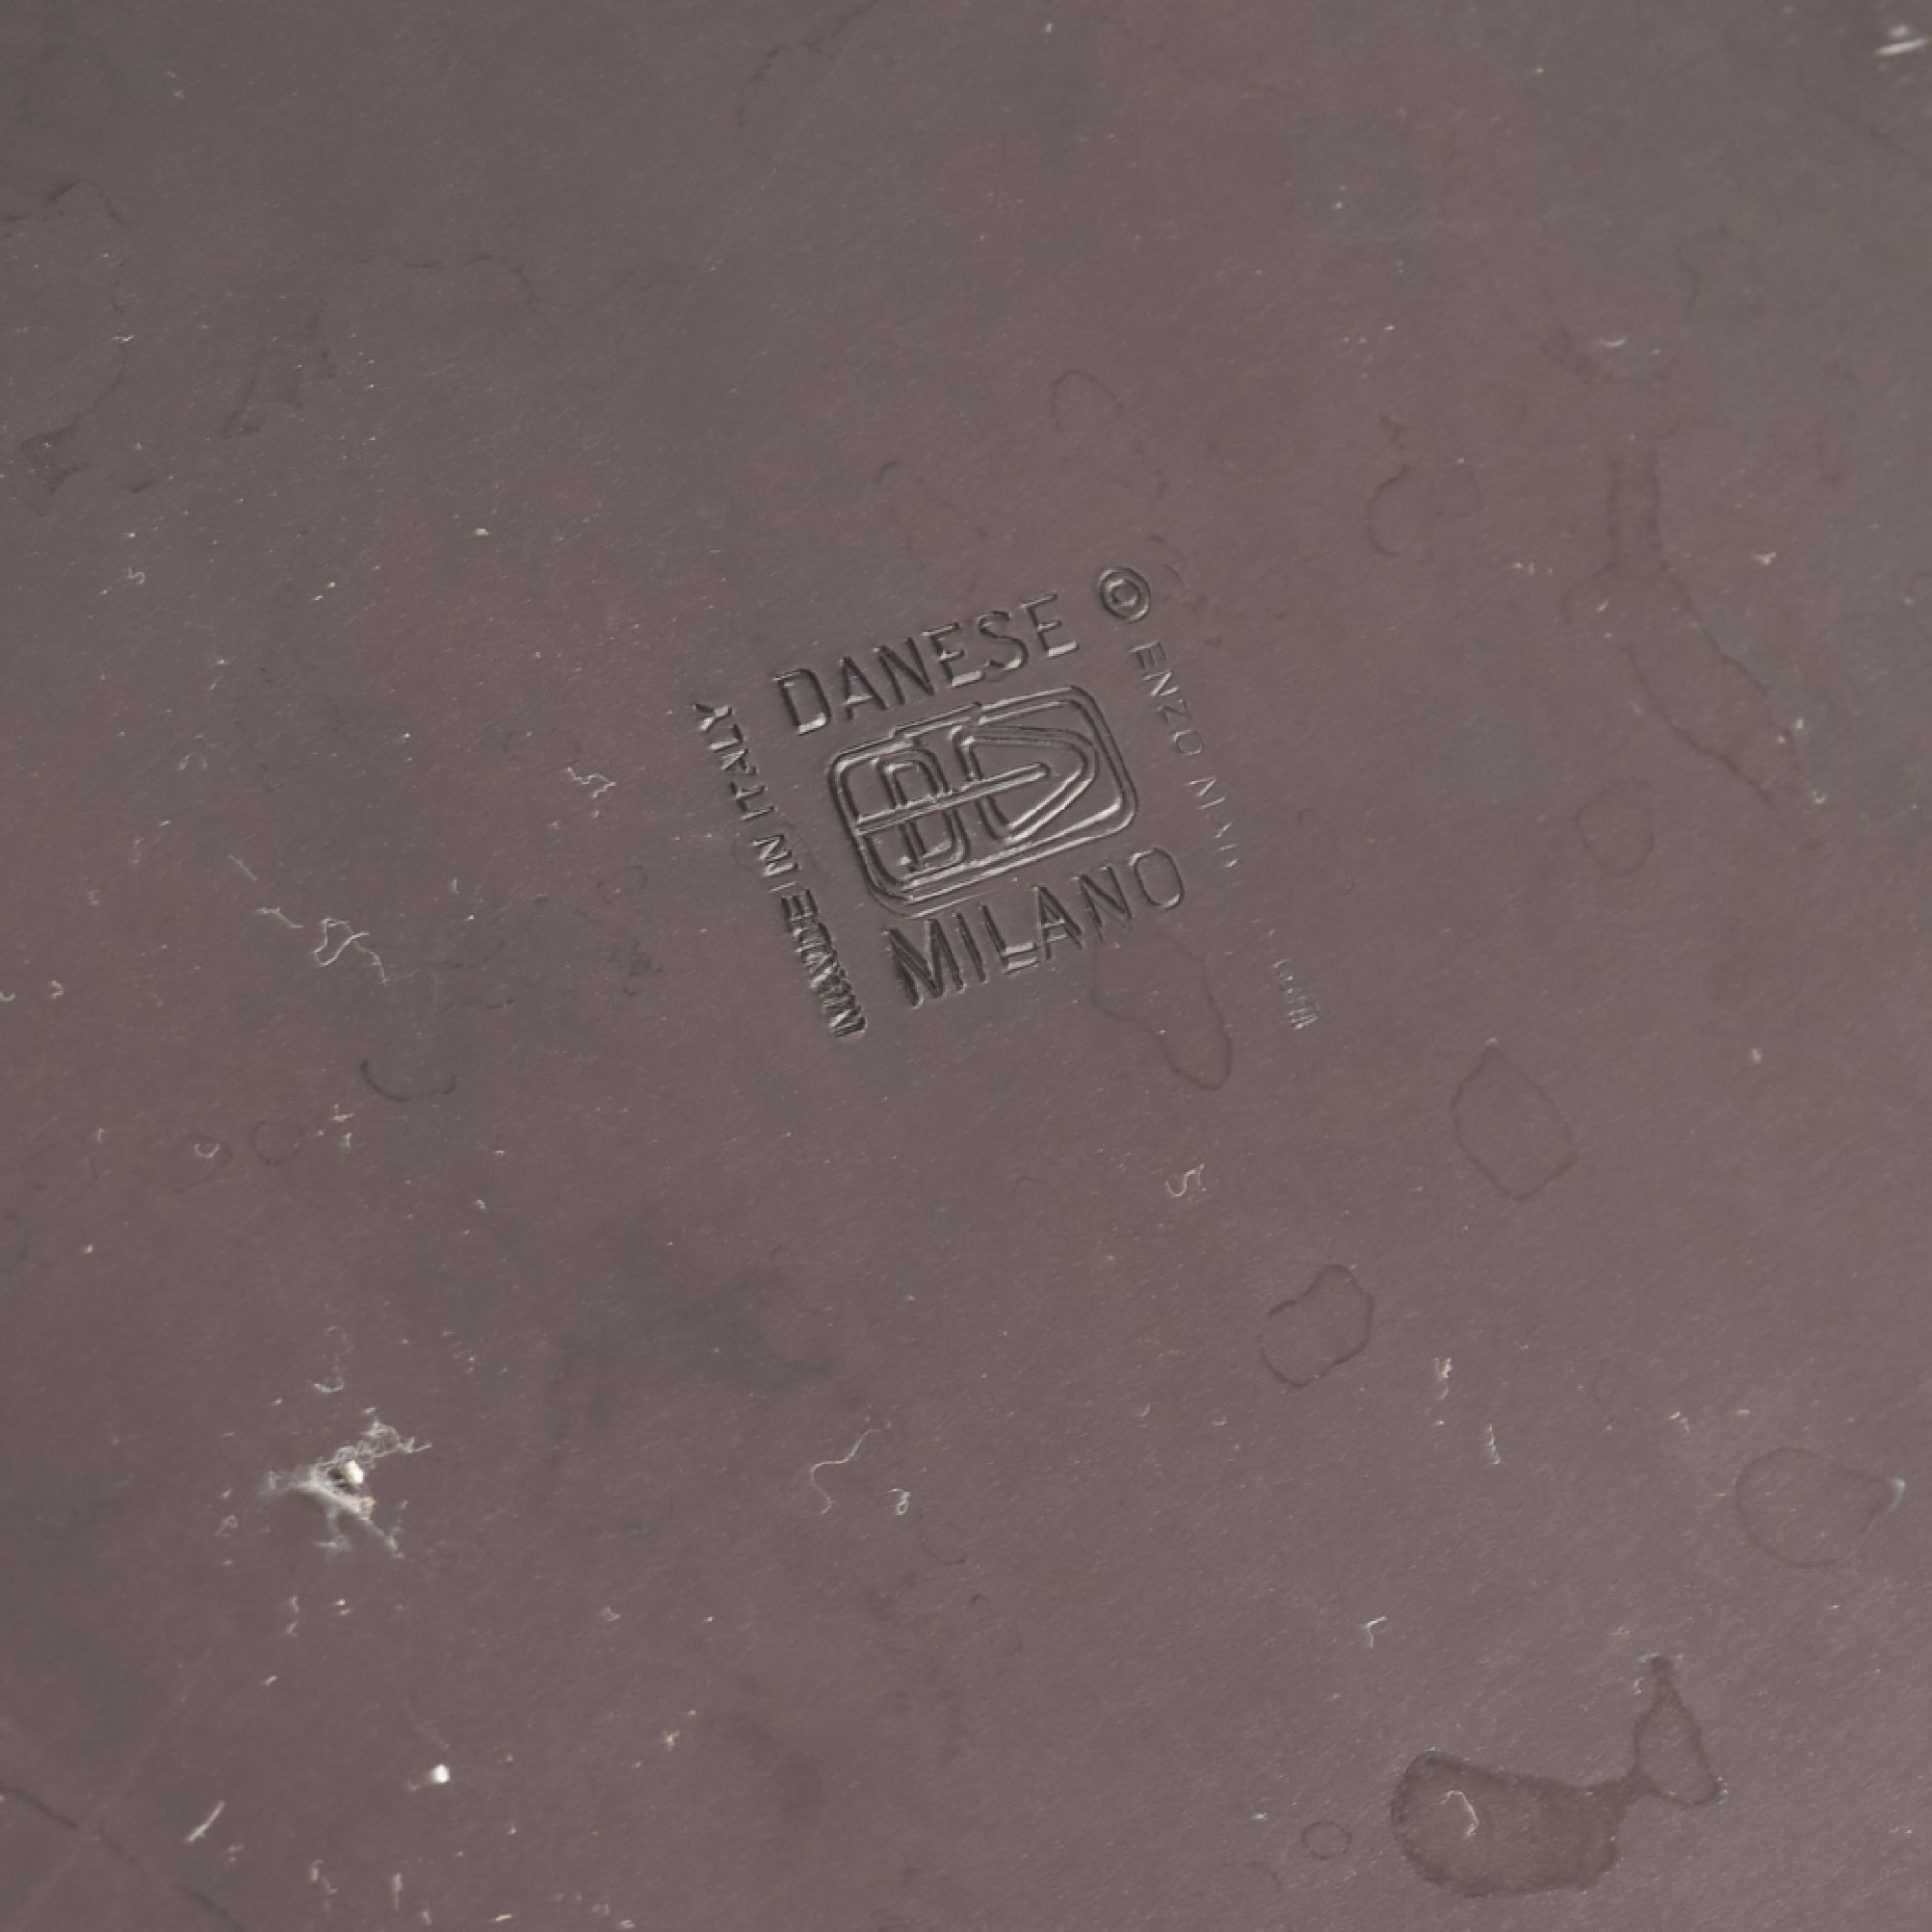 DANESE ©
MILANO
MADE IN ITALY
ENZO MARI